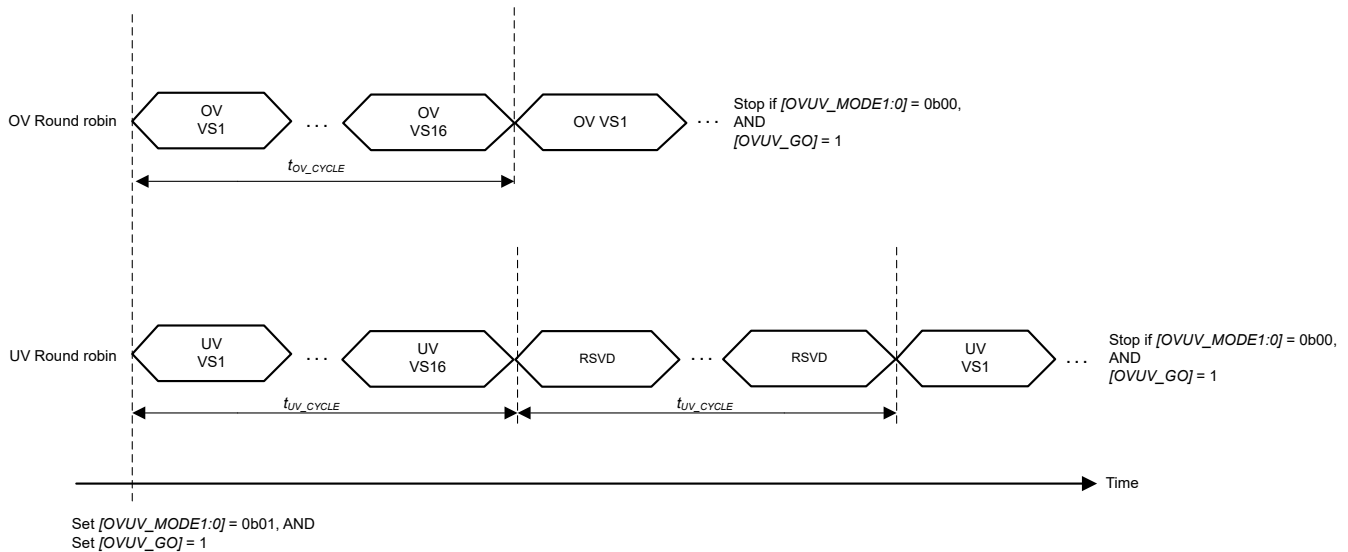 OV Round robin
OV
VS1
. . .
OV
VS16
OV VS1
. . .
Stop if [OVUV_MODE1:0] = 0b00,
AND
[OVUV_GO] = 1
tOV_CYCLE
UV Round robin
UV
VS1
. . .
UV
VS16
RSVD
. . .
RSVD
UV
VS1
. . .
Stop if [OVUV_MODE1:0] = 0b00,
AND
[OVUV_GO] = 1
tUV_CYCLE
tUV_CYCLE
Time
Set [OVUV_MODE1:0] = 0b01, AND
Set [OVUV_GO] = 1